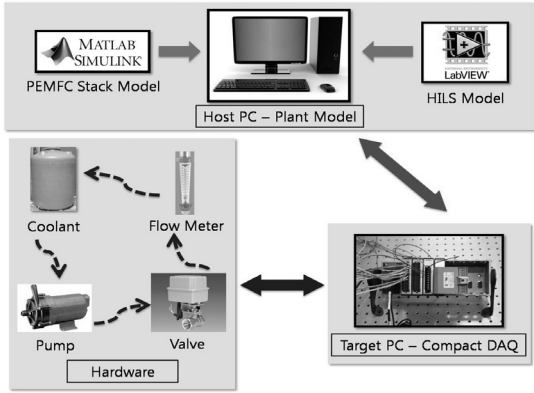 MATLAB
SIMULINK
PEMFC Stack Model
Host PC – Plant Model
LabVIEW
HILS Model
Coolant
Flow Meter
Pump
Valve
Hardware
Target PC – Compact DAQ